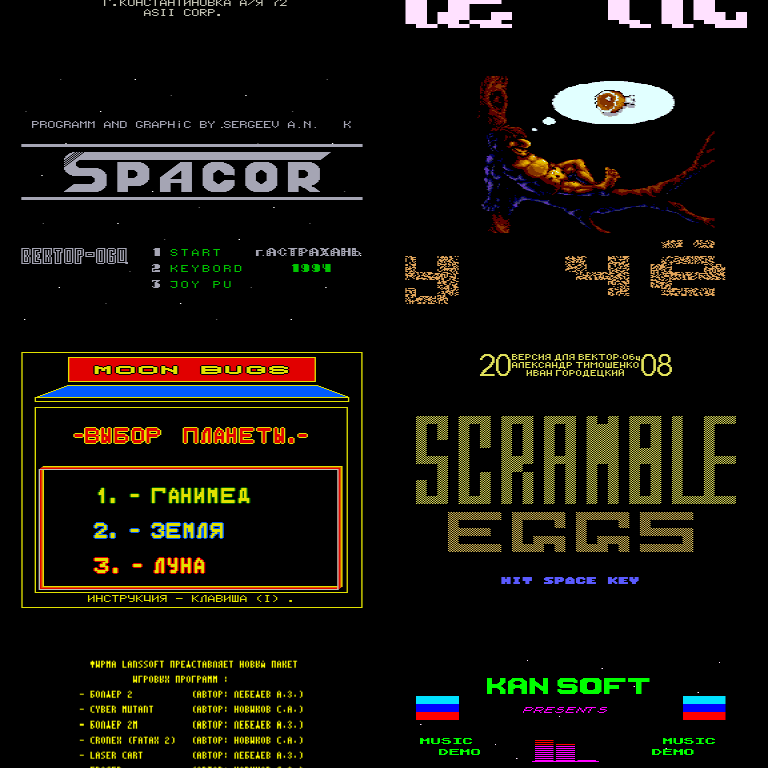 Г.КОНСТАНТИНОВКА А/Я 72
ASII CORP.
PROGRAMM AND GRAPHiC BY SERGEEV A.N. K
SPACOR
ВЕКТОР-06Ц
1 START
2 KEYBORD
3 JOY PU
г.АСТРАХАНЬ
1994
MOON BUGS
-ВЫБОР ПЛАНЕТЫ.-
1. - ГАНИМЕД
2. - ЗЕМЛЯ
3. - ЛУНА
ИНСТРУКЦИЯ - КЛАВИША (I) .
2008
ВЕРСИЯ ДЛЯ ВЕКТОР-06ц
АЛЕКСАНДР ТИМОШЕНКО
ИВАН ГОРОДЕЦКИЙ
SCRAMBLE
EGGS
HIT SPACE KEY
ФИРМА LANSSOFT ПРЕДСТАВЛЯЕТ НОВЫЙ ПАКЕТ
ИГРОВЫХ ПРОГРАММ :
- БОЛДЕР 2 (АВТОР: ЛЕБЕДЕВ А.З.)
- CYBER MUTANT (АВТОР: НОВИКОВ С.А.)
- БОЛДЕР 2М (АВТОР: ЛЕБЕДЕВ А.З.)
- CRONEX (FATAX 2) (АВТОР: НОВИКОВ С.А.)
- LASER CART (АВТОР: ЛЕБЕДЕВ А.З.)
KAN SOFT
PRESENTS
MUSIC
DEMO
MUSIC
DEMO